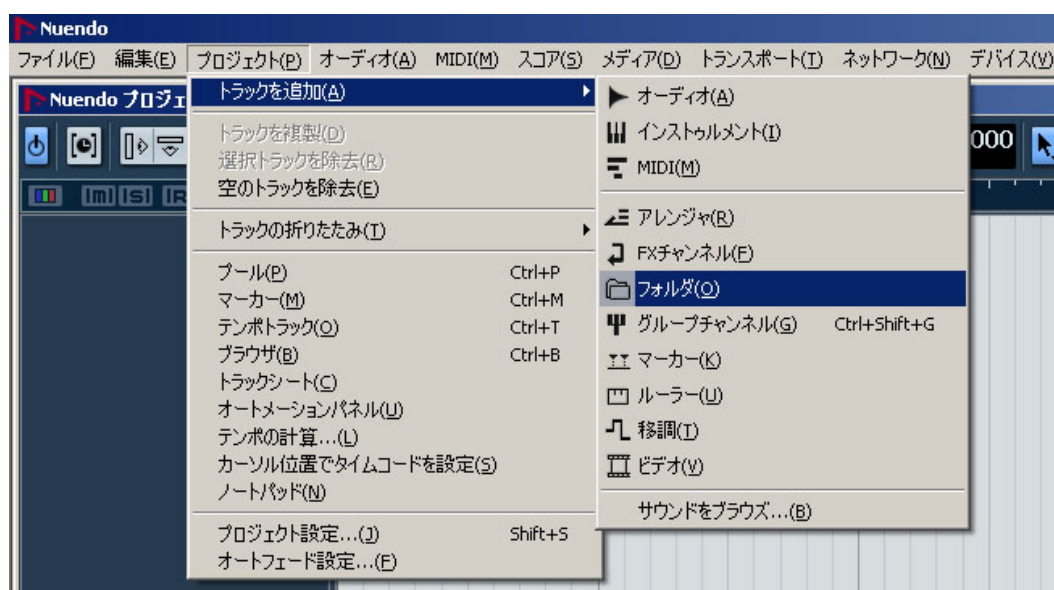 Nuendo
ファイル(F) 編集(E) プロジェクト(P) オーディオ(A) MIDI(M) スコア(S) メディア(D) トランスポート(T) ネットワーク(N) デバイス(V)
Nuendo プロジェ
トラックを追加(A)
トラックを複製(D)
選択トラックを除去(R)
空のトラックを除去(E)
トラックの折りたたみ(T)
プール(P) Ctrl+P
マーカー(M) Ctrl+M
テンポトラック(O) Ctrl+T
ブラウザ(B) Ctrl+B
トラックシート(C)
オートメーションパネル(U)
テンポの計算...(L)
カーソル位置でタイムコードを設定(S)
ノートパッド(N)
プロジェクト設定...(J) Shift+S
オートフェード設定...(F)
オーディオ(A)
インストゥルメント(I)
MIDI(M)
アレンジャ(R)
FXチャンネル(F)
フォルダ(O)
グループチャンネル(G) Ctrl+Shift+G
マーカー(K)
ルーラー(U)
移調(T)
ビデオ(V)
サウンドをブラウズ...(B)
000
[m] [S] [R